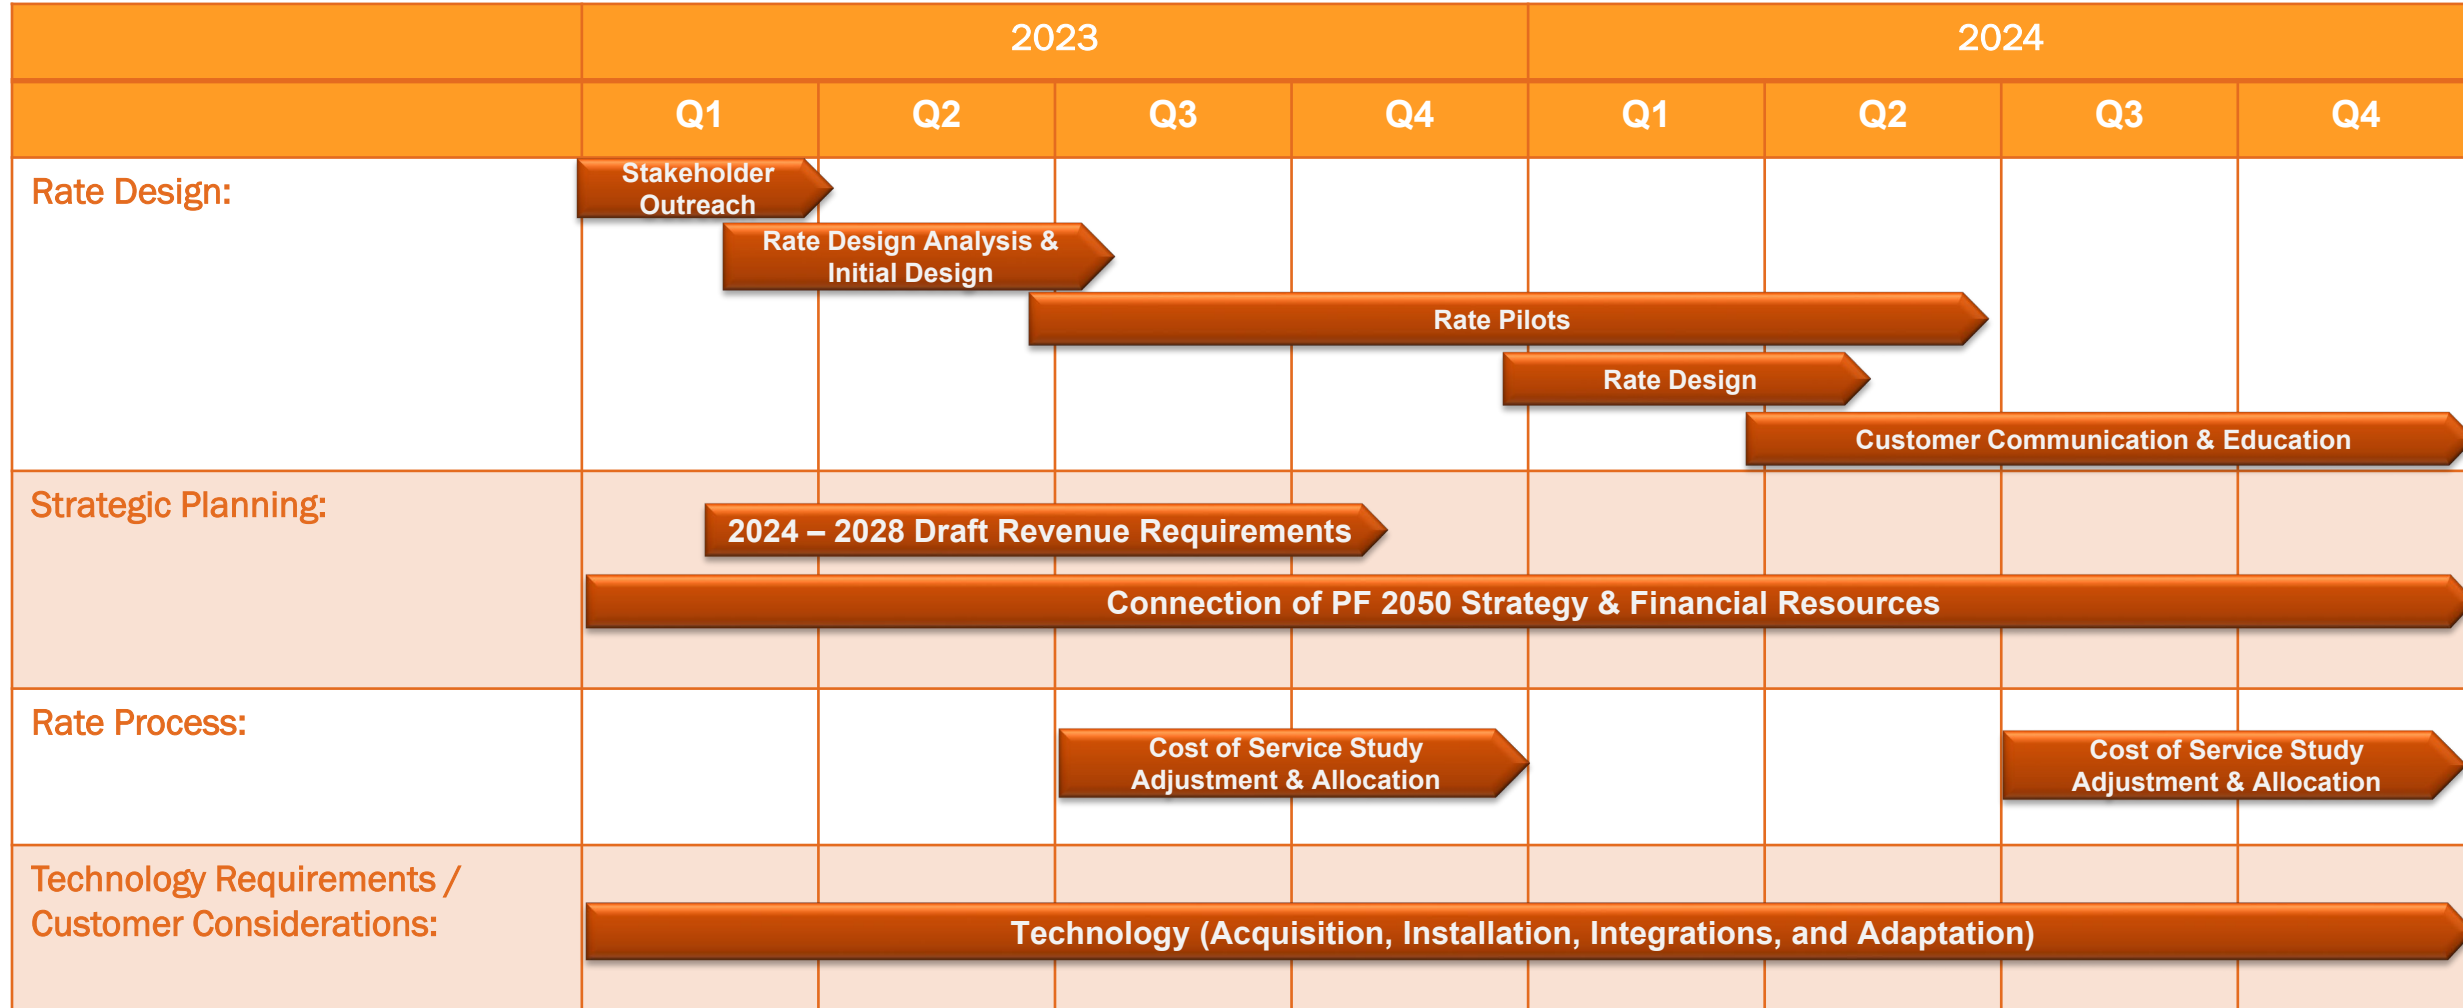 2023
2024
Q1
Q2
Q3
Q4
Q1
Q2
Q3
Q4
Rate Design:
Stakeholder
Outreach
Rate Design Analysis &
Initial Design
Rate Pilots
Rate Design
Customer Communication & Education
Strategic Planning:
2024 – 2028 Draft Revenue Requirements
Connection of PF 2050 Strategy & Financial Resources
Rate Process:
Cost of Service Study
Adjustment & Allocation
Cost of Service Study
Adjustment & Allocation
Technology Requirements /
Customer Considerations:
Technology (Acquisition, Installation, Integrations, and Adaptation)